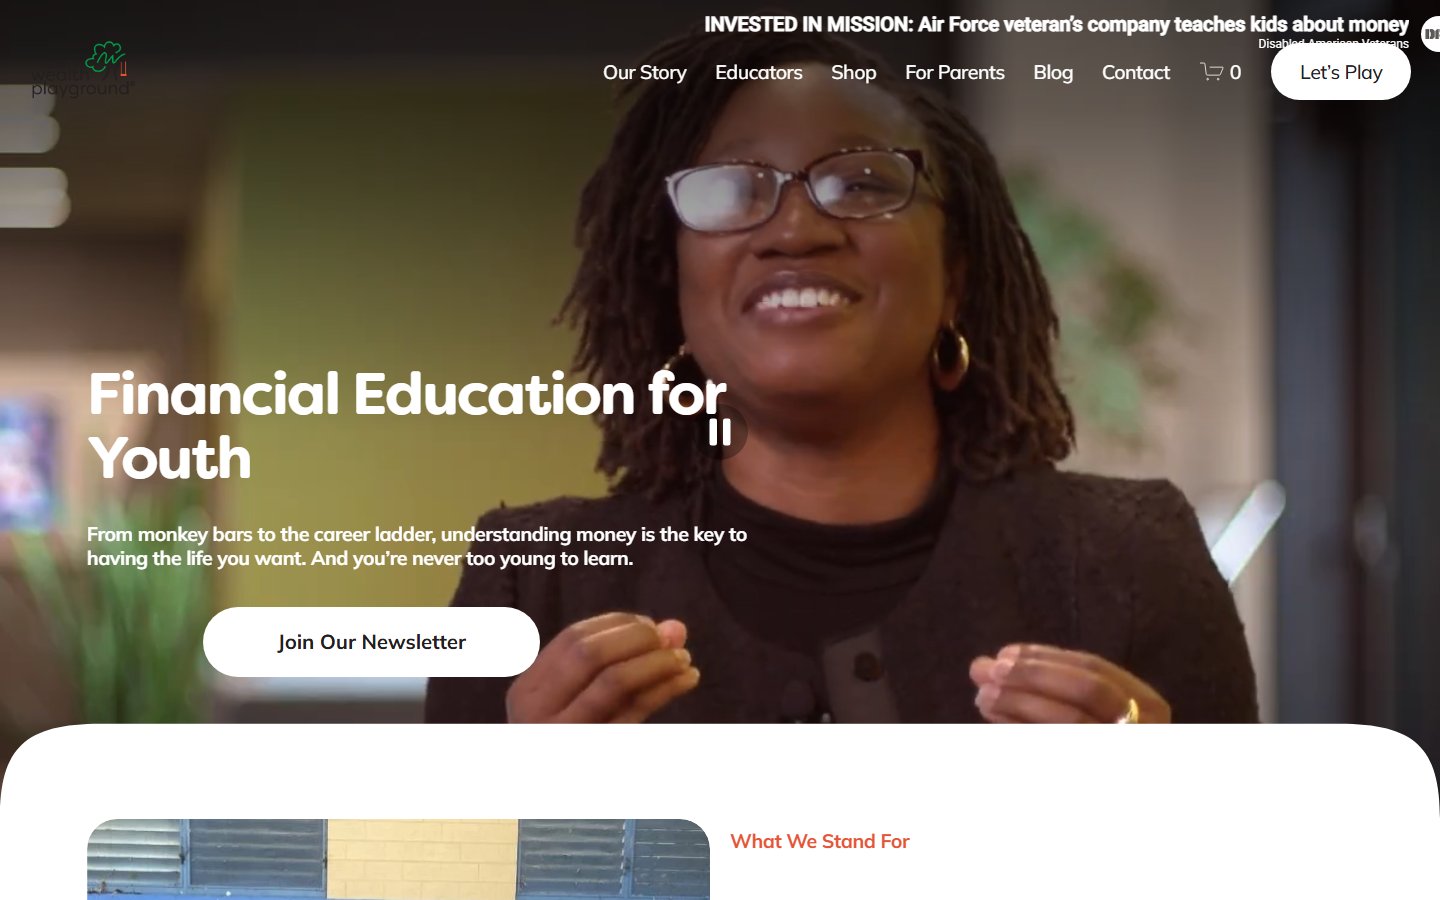 INVESTED IN MISSION: Air Force veteran's company teaches kids about money
Disabled American Veterans
wealth
playground
Our Story
Educators
Shop
For Parents
Blog
Contact
0
Let's Play
Financial Education for
Youth
From monkey bars to the career ladder, understanding money is the key to
having the life you want. And you're never too young to learn.
Join Our Newsletter
What We Stand For